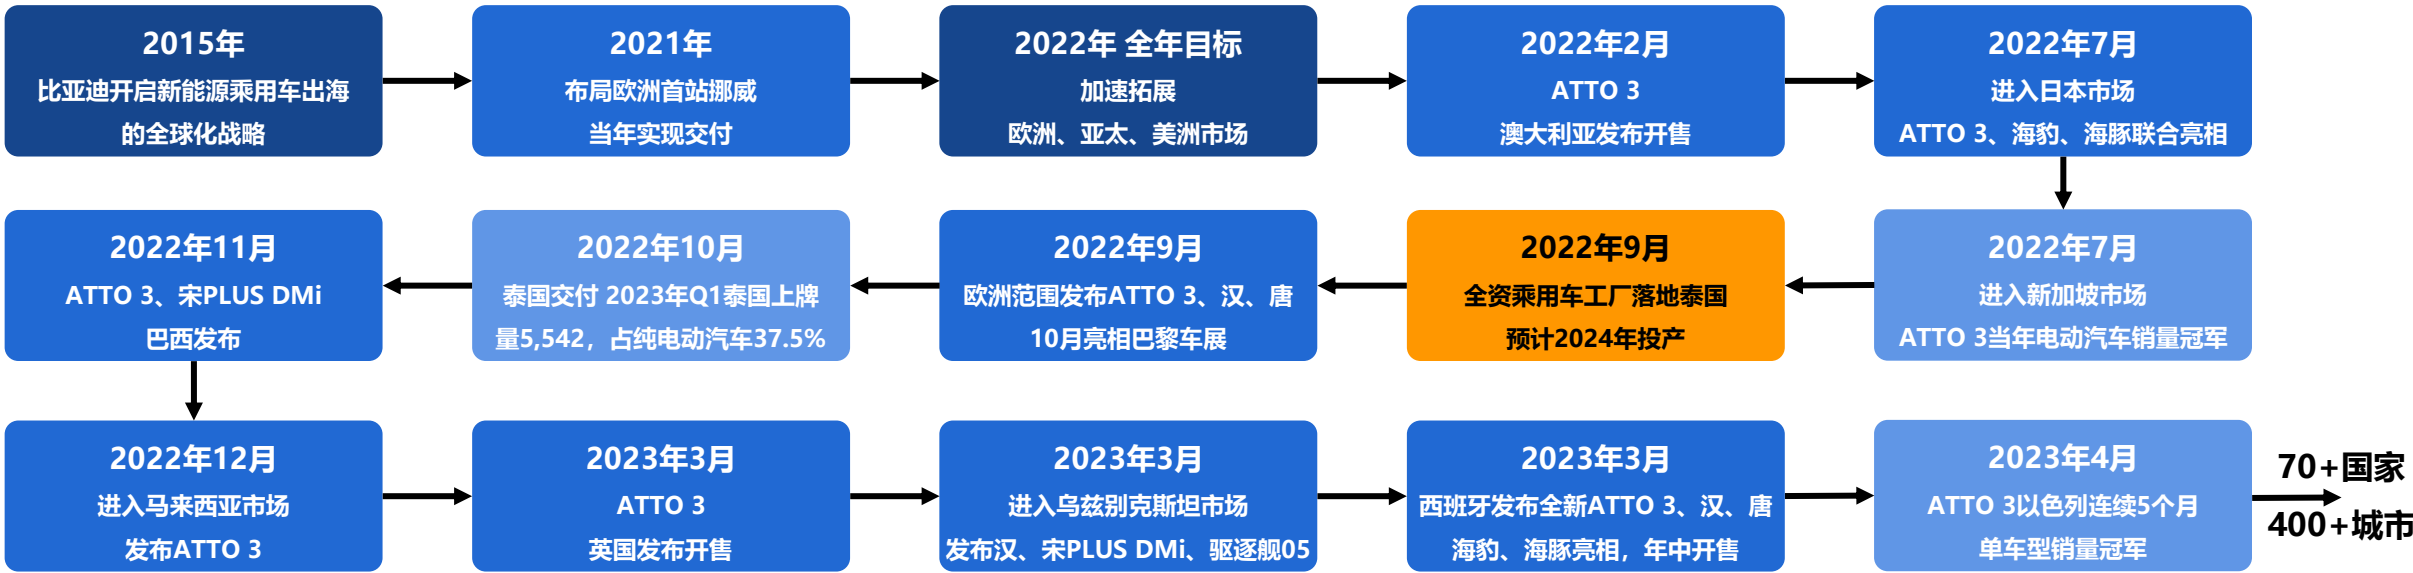 2015年
比亚迪开启新能源乘用车出海
的全球化战略
2021年
布局欧洲首站挪威
当年实现交付
2022年 全年目标
加速拓展
欧洲、亚太、美洲市场
2022年2月
ATTO 3
澳大利亚发布开售
2022年7月
进入日本市场
ATTO 3、海豹、海豚联合亮相
2022年7月
进入新加坡市场
ATTO 3当年电动汽车销量冠军
2022年9月
全资乘用车工厂落地泰国
预计2024年投产
2022年9月
欧洲范围发布ATTO 3、汉、唐
10月亮相巴黎车展
2022年10月
泰国交付 2023年Q1泰国上牌
量5,542，占纯电动汽车37.5%
2022年11月
ATTO 3、宋PLUS DMi
巴西发布
2022年12月
进入马来西亚市场
发布ATTO 3
2023年3月
ATTO 3
英国发布开售
2023年3月
进入乌兹别克斯坦市场
发布汉、宋PLUS DMi、驱逐舰05
2023年3月
西班牙发布全新ATTO 3、汉、唐
海豹、海豚亮相，年中开售
2023年4月
ATTO 3以色列连续5个月
单车型销量冠军
70+国家
400+城市